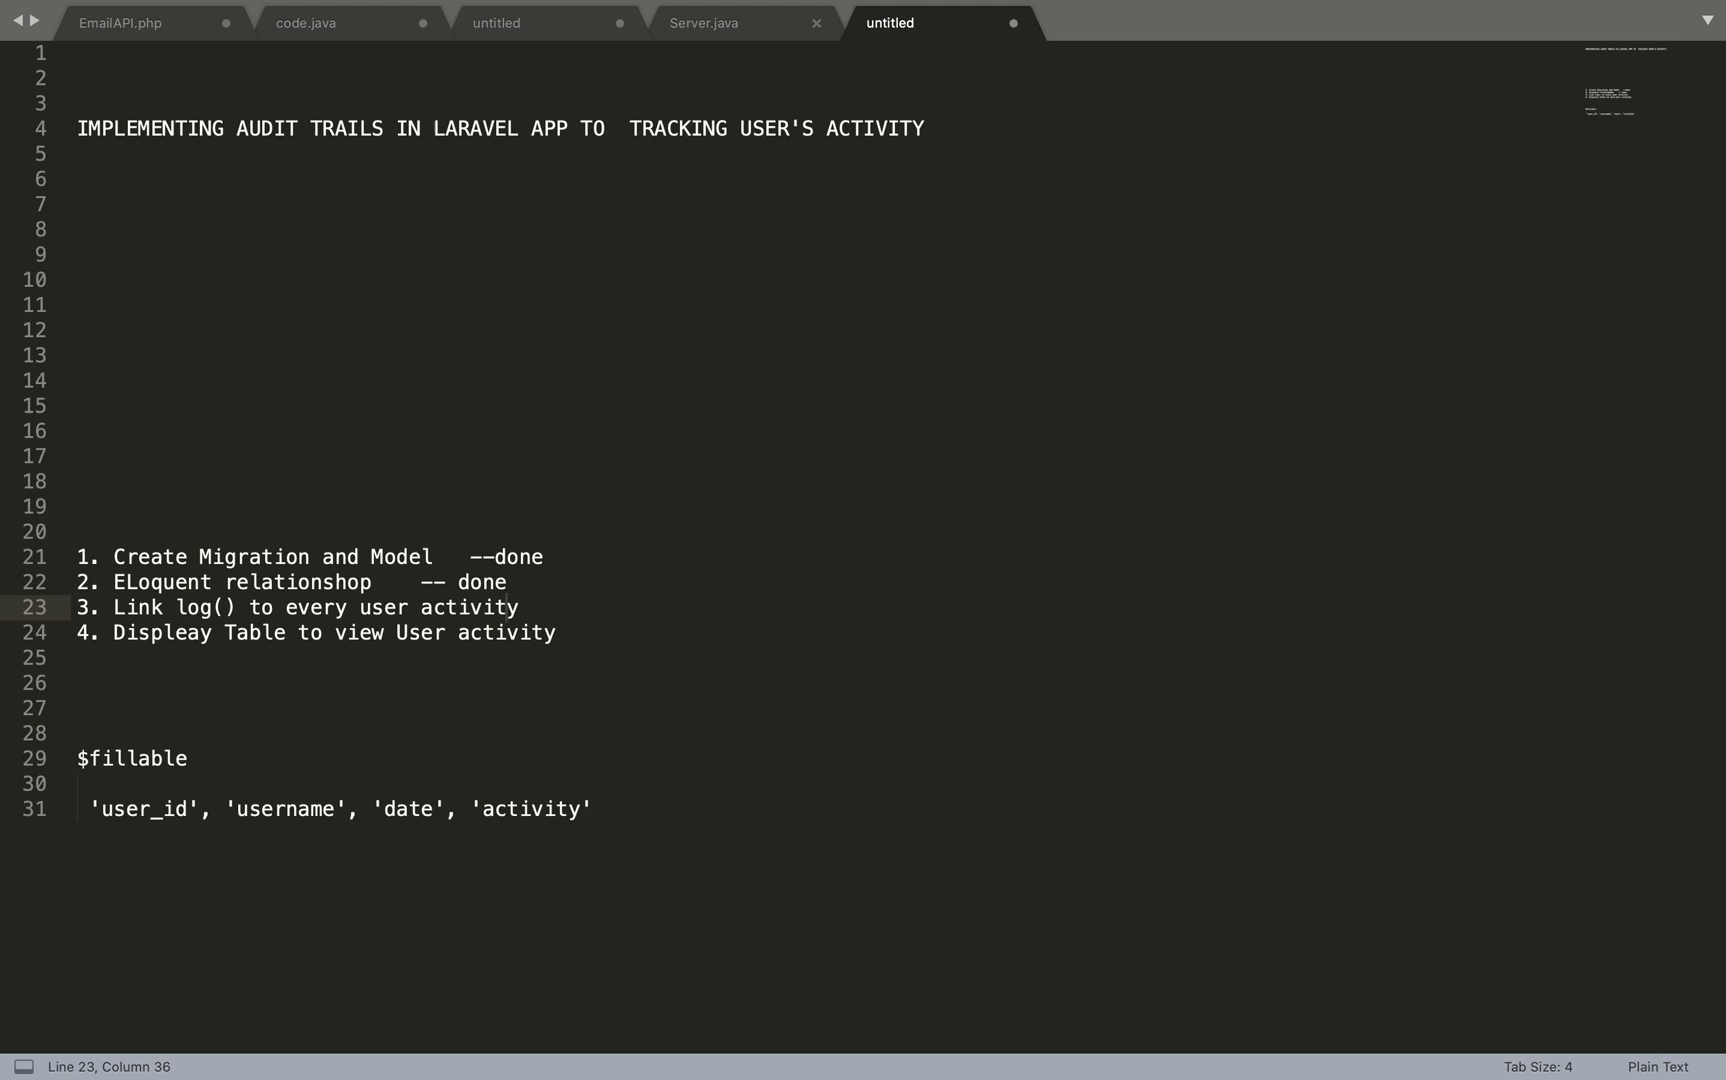 EmailAPI.php code.java untitled Server.java untitled
1
2
3
4 IMPLEMENTING AUDIT TRAILS IN LARAVEL APP TO  TRACKING USER'S ACTIVITY
5
6
7
8
9
10
11
12
13
14
15
16
17
18
19
20
21 1. Create Migration and Model   --done
22 2. ELoquent relationshop    -- done
23 3. Link log() to every user activity
24 4. Displeay Table to view User activity
25
26
27
28
29 $fillable
30
31 'user_id', 'username', 'date', 'activity'
Line 23, Column 36 Tab Size: 4 Plain Text